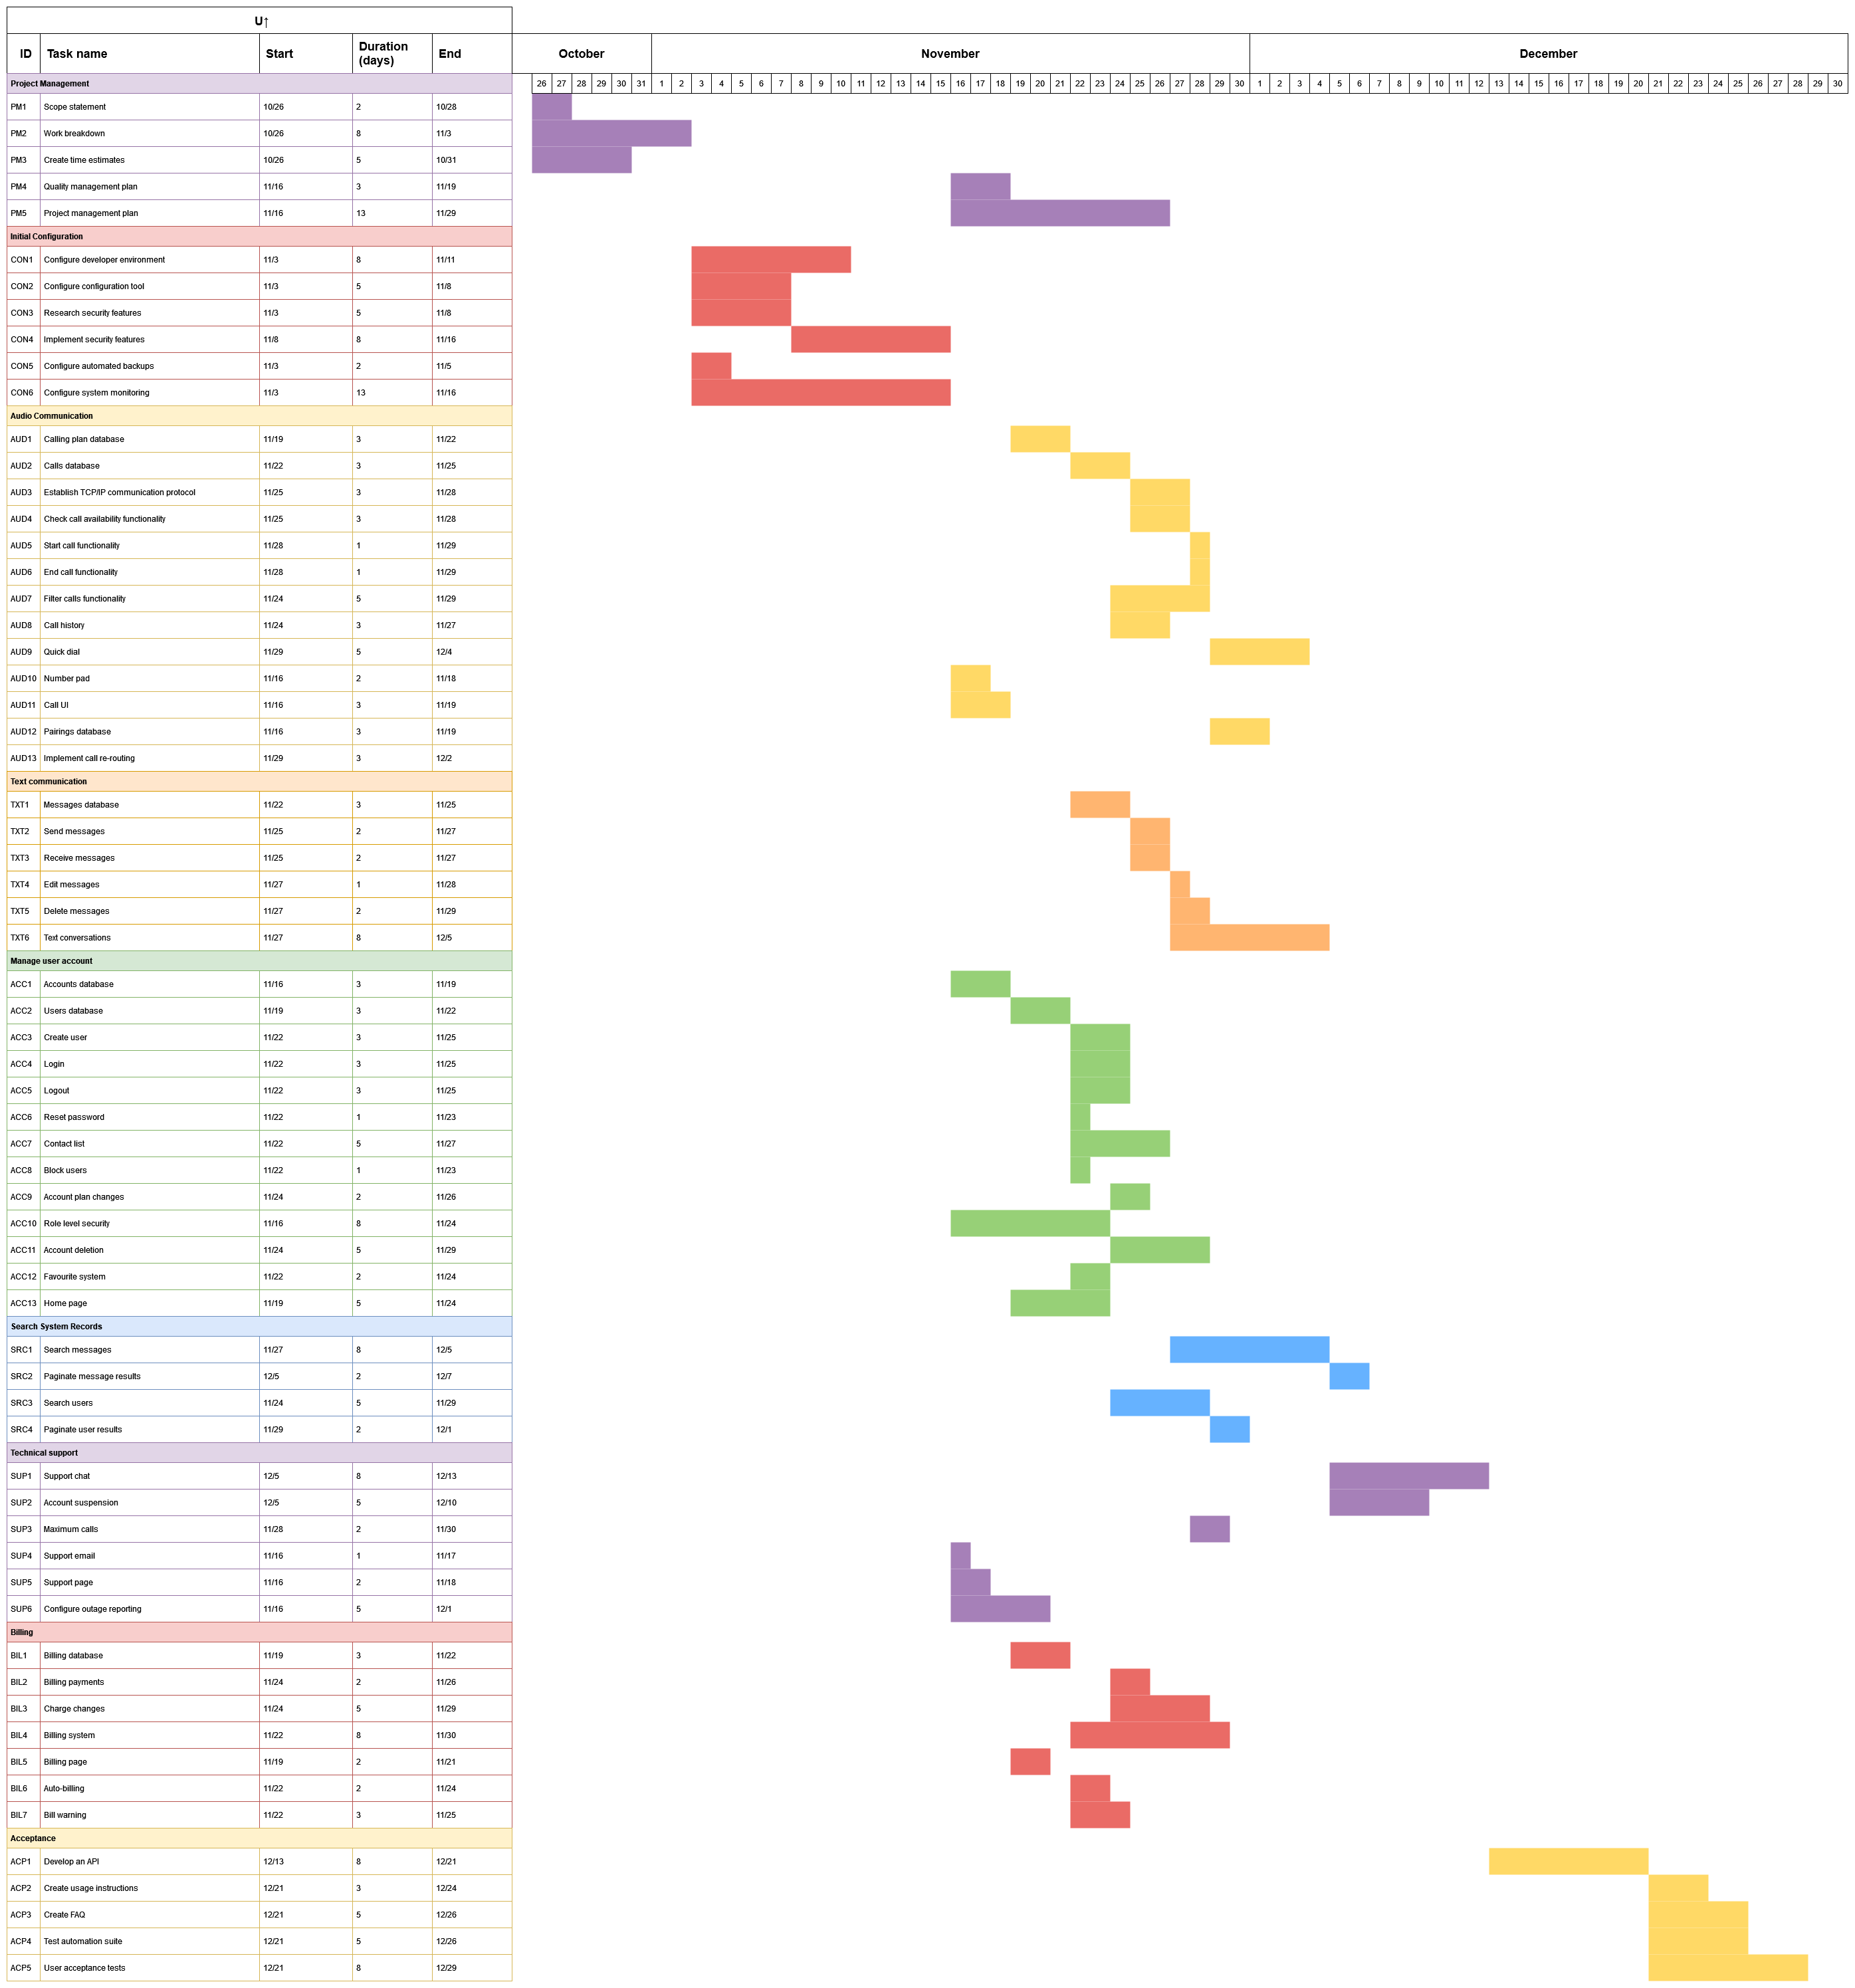 U↑
ID Task name Start Duration (days) End October November December
Project Management 26 27 28 29 30 31 1 2 3 4 5 6 7 8 9 10 11 12 13 14 15 16 17 18 19 20 21 22 23 24 25 26 27 28 29 30 1 2 3 4 5 6 7 8 9 10 11 12 13 14 15 16 17 18 19 20 21 22 23 24 25 26 27 28 29 30
PM1 Scope statement 10/26 2 10/28
PM2 Work breakdown 10/26 8 11/3
PM3 Create time estimates 10/26 5 10/31
PM4 Quality management plan 11/16 3 11/19
PM5 Project management plan 11/16 13 11/29
Initial Configuration
CON1 Configure developer environment 11/3 8 11/11
CON2 Configure configuration tool 11/3 5 11/8
CON3 Research security features 11/3 5 11/8
CON4 Implement security features 11/8 8 11/16
CON5 Configure automated backups 11/3 2 11/5
CON6 Configure system monitoring 11/3 13 11/16
Audio Communication
AUD1 Calling plan database 11/19 3 11/22
AUD2 Calls database 11/22 3 11/25
AUD3 Establish TCP/IP communication protocol 11/25 3 11/28
AUD4 Check call availability functionality 11/25 3 11/28
AUD5 Start call functionality 11/28 1 11/29
AUD6 End call functionality 11/28 1 11/29
AUD7 Filter calls functionality 11/24 5 11/29
AUD8 Call history 11/24 3 11/27
AUD9 Quick dial 11/29 5 12/4
AUD10 Number pad 11/16 2 11/18
AUD11 Call UI 11/16 3 11/19
AUD12 Pairings database 11/16 3 11/19
AUD13 Implement call re-routing 11/29 3 12/2
Text communication
TXT1 Messages database 11/22 3 11/25
TXT2 Send messages 11/25 2 11/27
TXT3 Receive messages 11/25 2 11/27
TXT4 Edit messages 11/27 1 11/28
TXT5 Delete messages 11/27 2 11/29
TXT6 Text conversations 11/27 8 12/5
Manage user account
ACC1 Accounts database 11/16 3 11/19
ACC2 Users database 11/19 3 11/22
ACC3 Create user 11/22 3 11/25
ACC4 Login 11/22 3 11/25
ACC5 Logout 11/22 3 11/25
ACC6 Reset password 11/22 1 11/23
ACC7 Contact list 11/22 5 11/27
ACC8 Block users 11/22 1 11/23
ACC9 Account plan changes 11/24 2 11/26
ACC10 Role level security 11/16 8 11/24
ACC11 Account deletion 11/24 5 11/29
ACC12 Favourite system 11/22 2 11/24
ACC13 Home page 11/19 5 11/24
Search System Records
SRC1 Search messages 11/27 8 12/5
SRC2 Paginate message results 12/5 2 12/7
SRC3 Search users 11/24 5 11/29
SRC4 Paginate user results 11/29 2 12/1
Technical support
SUP1 Support chat 12/5 8 12/13
SUP2 Account suspension 12/5 5 12/10
SUP3 Maximum calls 11/28 2 11/30
SUP4 Support email 11/16 1 11/17
SUP5 Support page 11/16 2 11/18
SUP6 Configure outage reporting 11/16 5 12/1
Billing
BIL1 Billing database 11/19 3 11/22
BIL2 Billing payments 11/24 2 11/26
BIL3 Charge changes 11/24 5 11/29
BIL4 Billing system 11/22 8 11/30
BIL5 Billing page 11/19 2 11/21
BIL6 Auto-billing 11/22 2 11/24
BIL7 Bill warning 11/22 3 11/25
Acceptance
ACP1 Develop an API 12/13 8 12/21
ACP2 Create usage instructions 12/21 3 12/24
ACP3 Create FAQ 12/21 5 12/26
ACP4 Test automation suite 12/21 5 12/26
ACP5 User acceptance tests 12/21 8 12/29